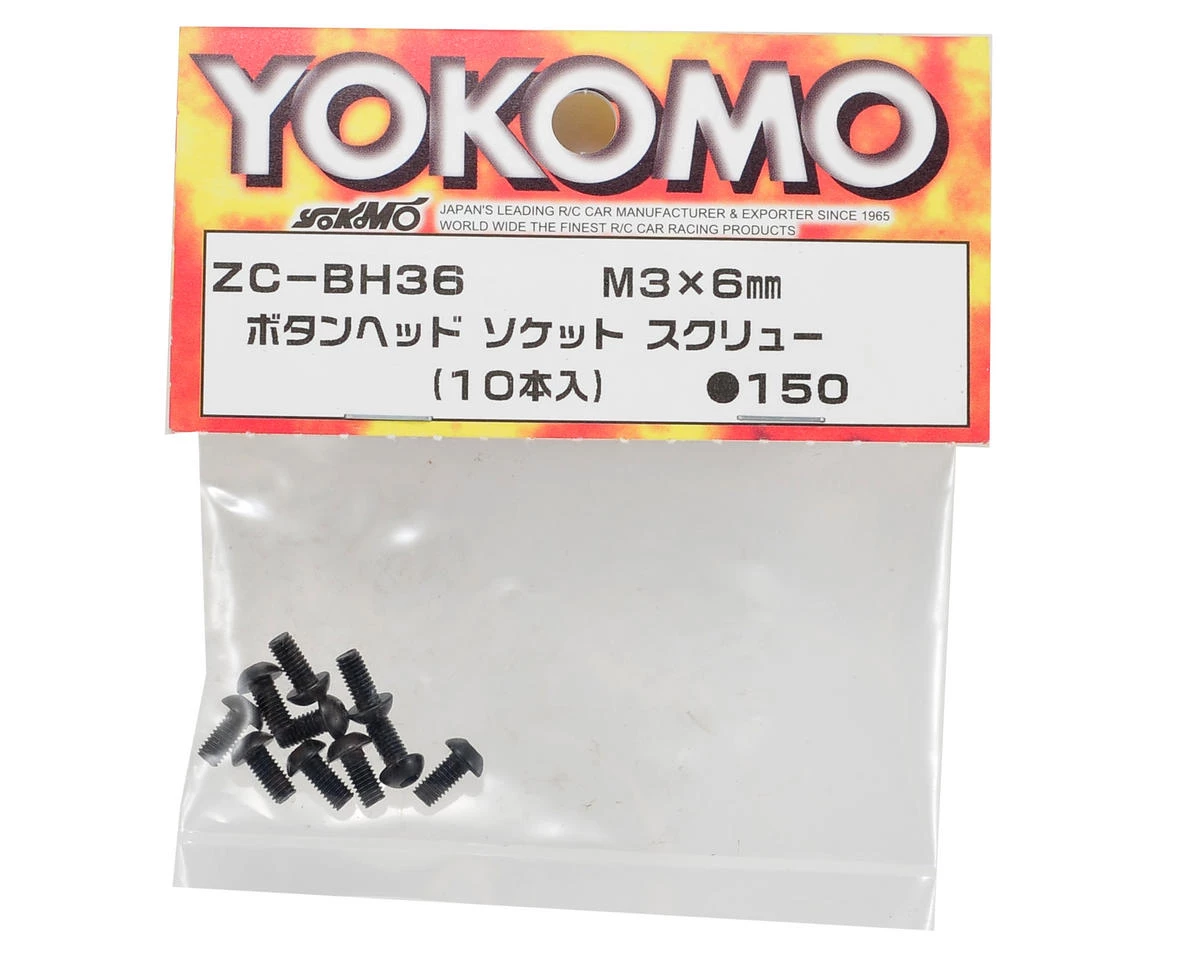 YOKOMO
YOKOMO JAPAN'S LEADING R/C CAR MANUFACTURER & EXPORTER SINCE 1965
WORLD WIDE THE FINEST R/C CAR RACING PRODUCTS
ZC-BH36 M3×6㎜
ボタンヘッド ソケット スクリュー
(10本入) ●150